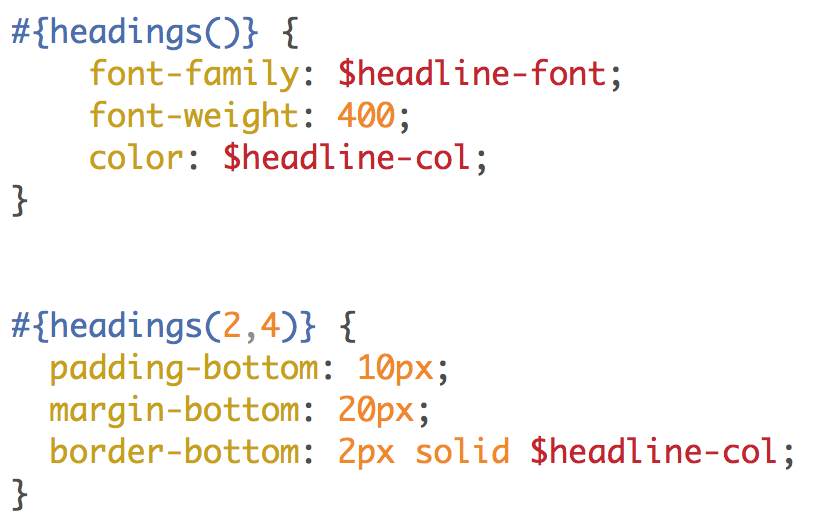 #{headings()} {
    font-family: $headline-font;
    font-weight: 400;
    color: $headline-col;
}
#{headings(2,4)} {
  padding-bottom: 10px;
  margin-bottom: 20px;
  border-bottom: 2px solid $headline-col;
}